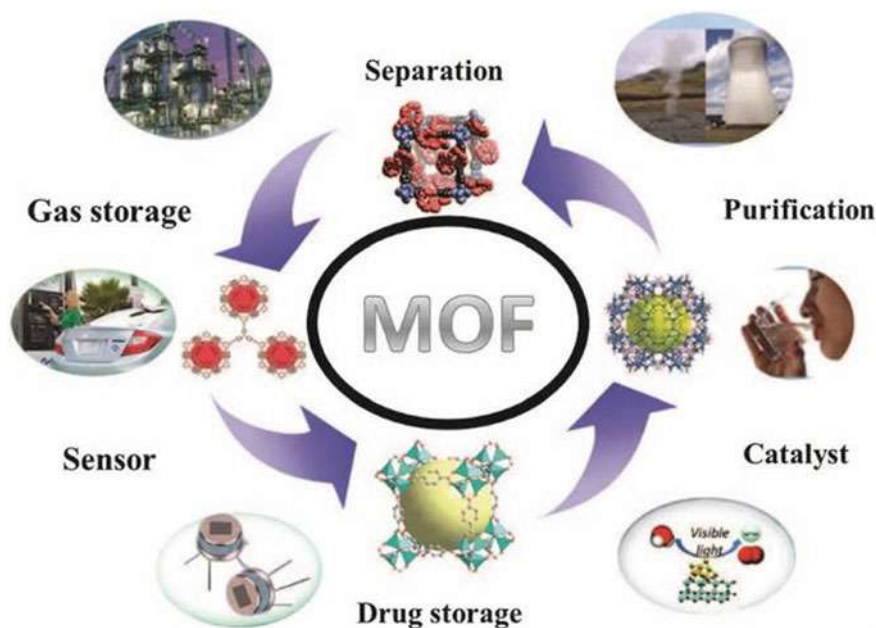 Separation
Gas storage
Purification
MOF
Sensor
Catalyst
Visible
light
Drug storage